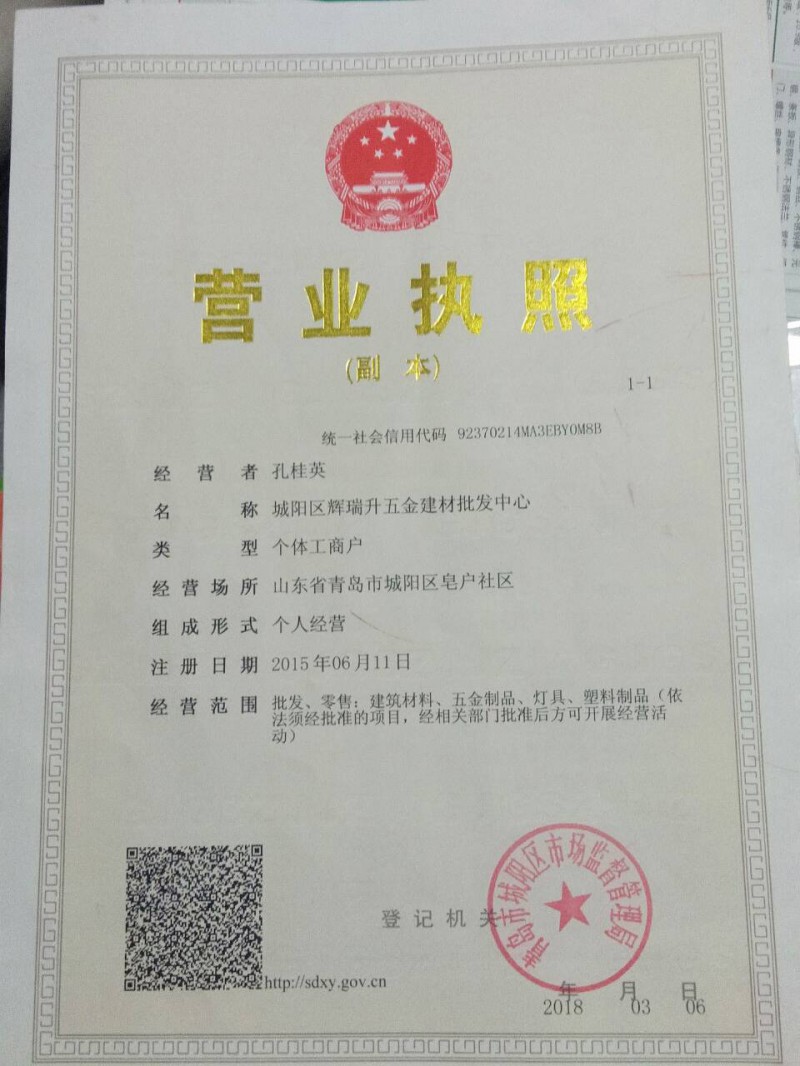 营业执照
(副本)
1-1
统一社会信用代码 92370214MA3EBY0M8B
经营者 孔桂英
名称 城阳区辉瑞升五金建材批发中心
类型 个体工商户
经营场所 山东省青岛市城阳区皂户社区
组成形式 个人经营
注册日期 2015年06月11日
经营范围 批发、零售：建筑材料、五金制品、灯具、塑料制品（依
法须经批准的项目，经相关部门批准后方可开展经营活
动）
青岛市城阳区市场监督管理局
登记机关
http://sdxy.gov.cn
年 月 日
2018 03 06